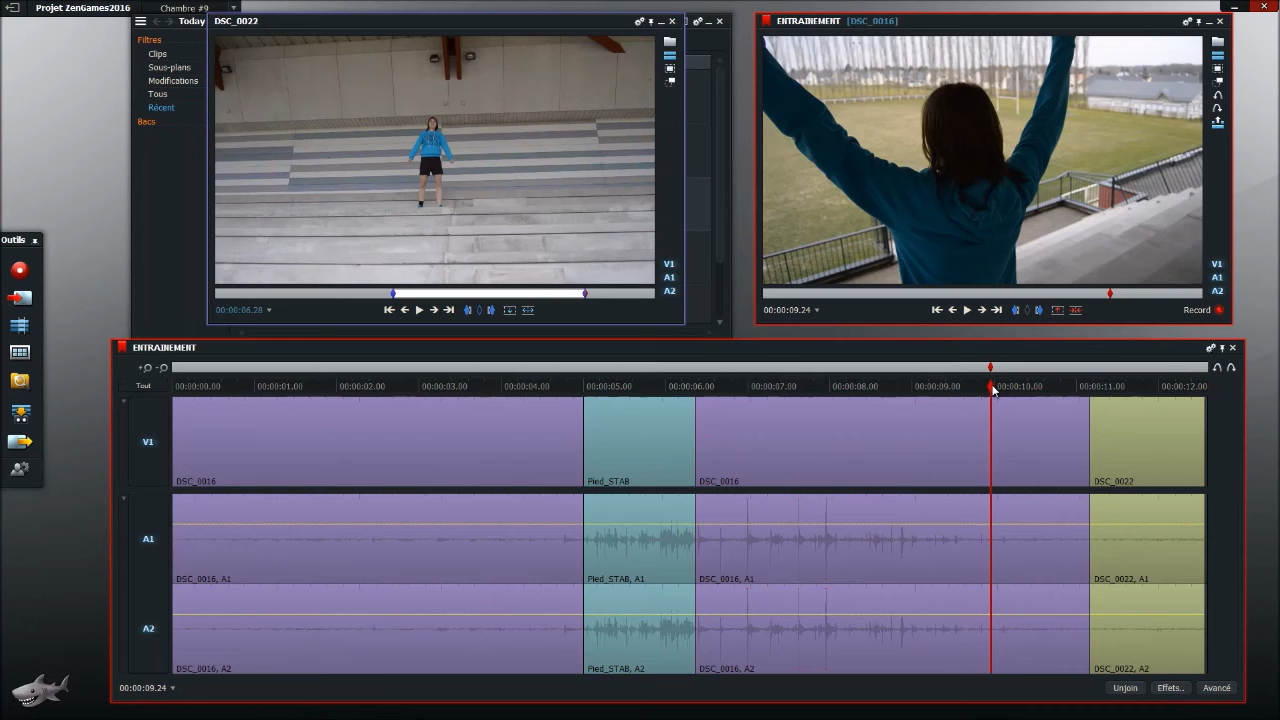 Projet ZenGames2016
Chambre #9
Today
DSC_0022
ENTRAINEMENT [DSC_0016]
Filtres
Clips
Sous-plans
Modifications
Tous
Récent
Bacs
V1
A1
A2
V1
A1
A2
00:00:06.28
00:00:09.24
Record
Outils
ENTRAINEMENT
Tout
00:00:00.00 00:00:01.00 00:00:02.00 00:00:03.00 00:00:04.00 00:00:05.00 00:00:06.00 00:00:07.00 00:00:08.00 00:00:09.00 00:00:10.00 00:00:11.00 00:00:12.00
V1
DSC_0016 Pied_STAB DSC_0016 DSC_0022
A1
DSC_0016, A1 Pied_STAB, A1 DSC_0016, A1 DSC_0022, A1
A2
DSC_0016, A2 Pied_STAB, A2 DSC_0016, A2 DSC_0022, A2
00:00:09.24
Unjoin Effets.. Avancé